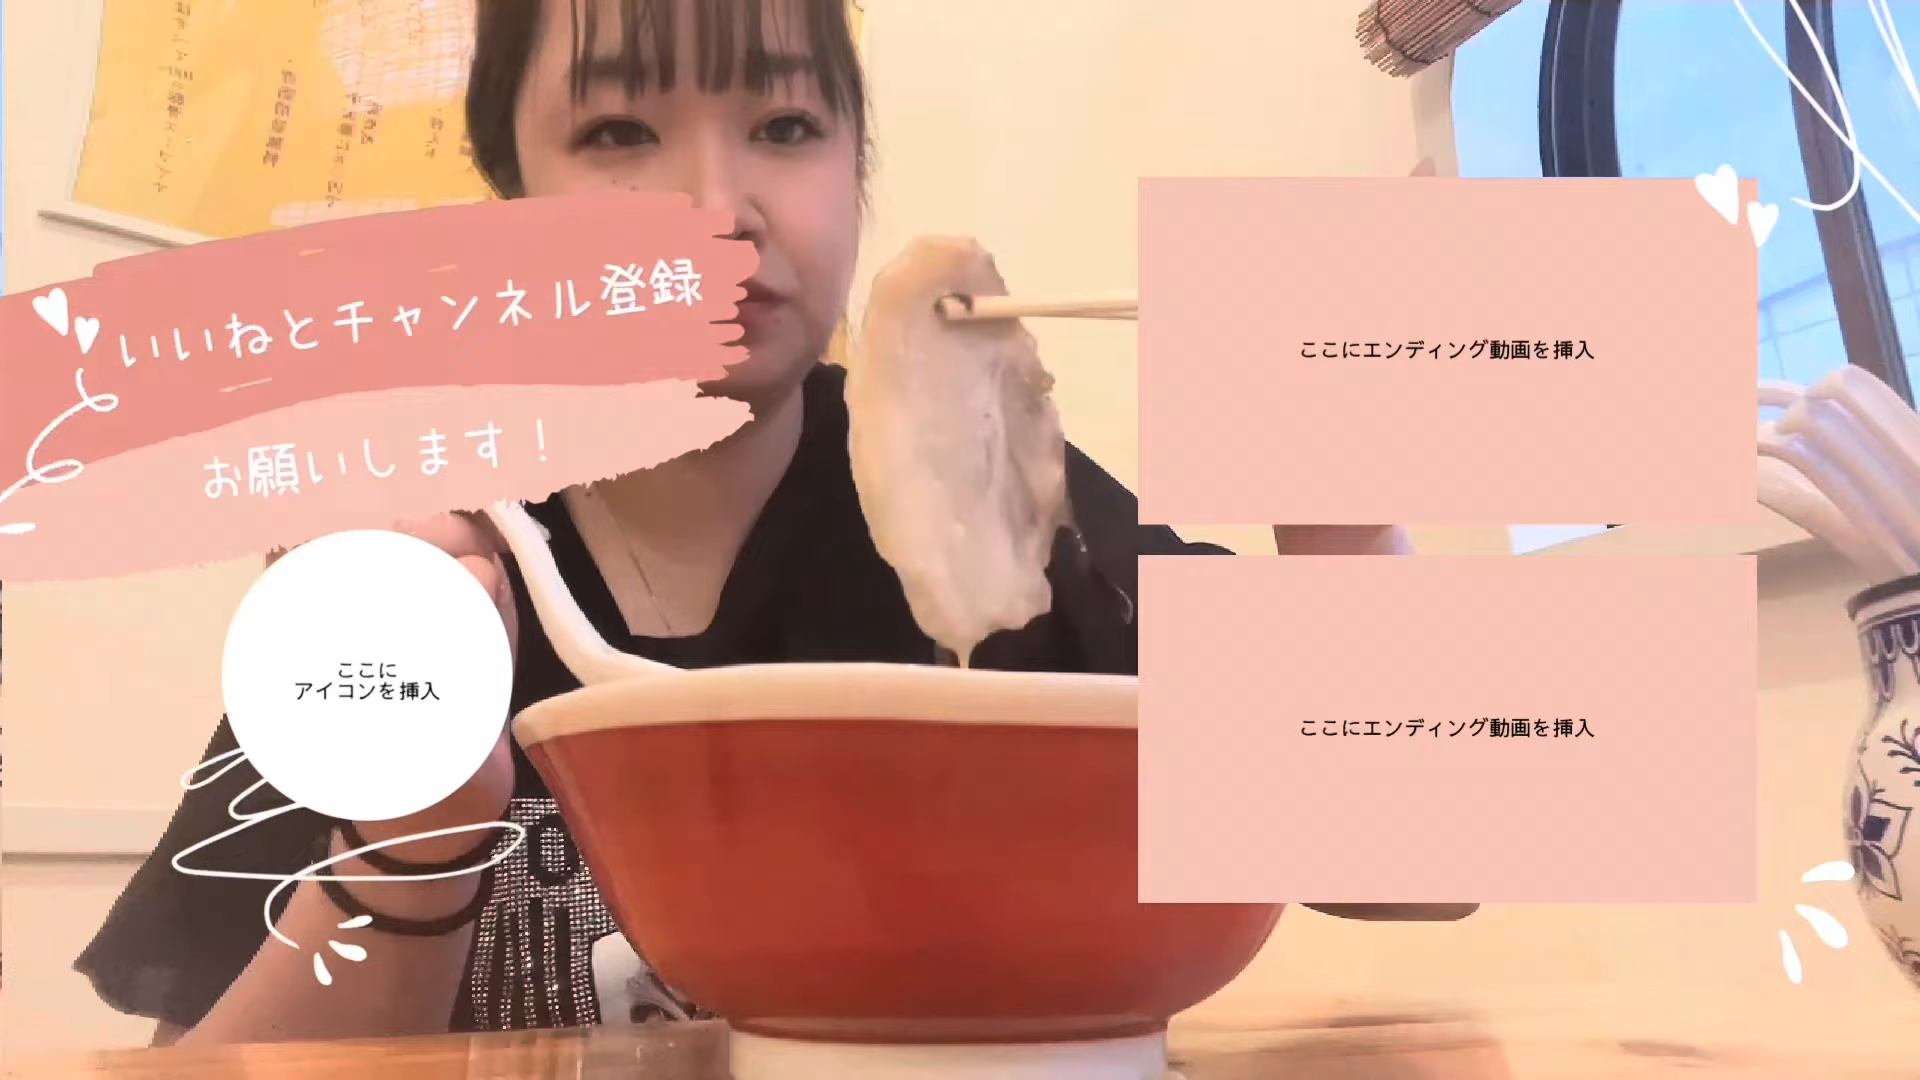 いいねとチャンネル登録
お願いします!
ここに
アイコンを挿入
ここにエンディング動画を挿入
ここにエンディング動画を挿入